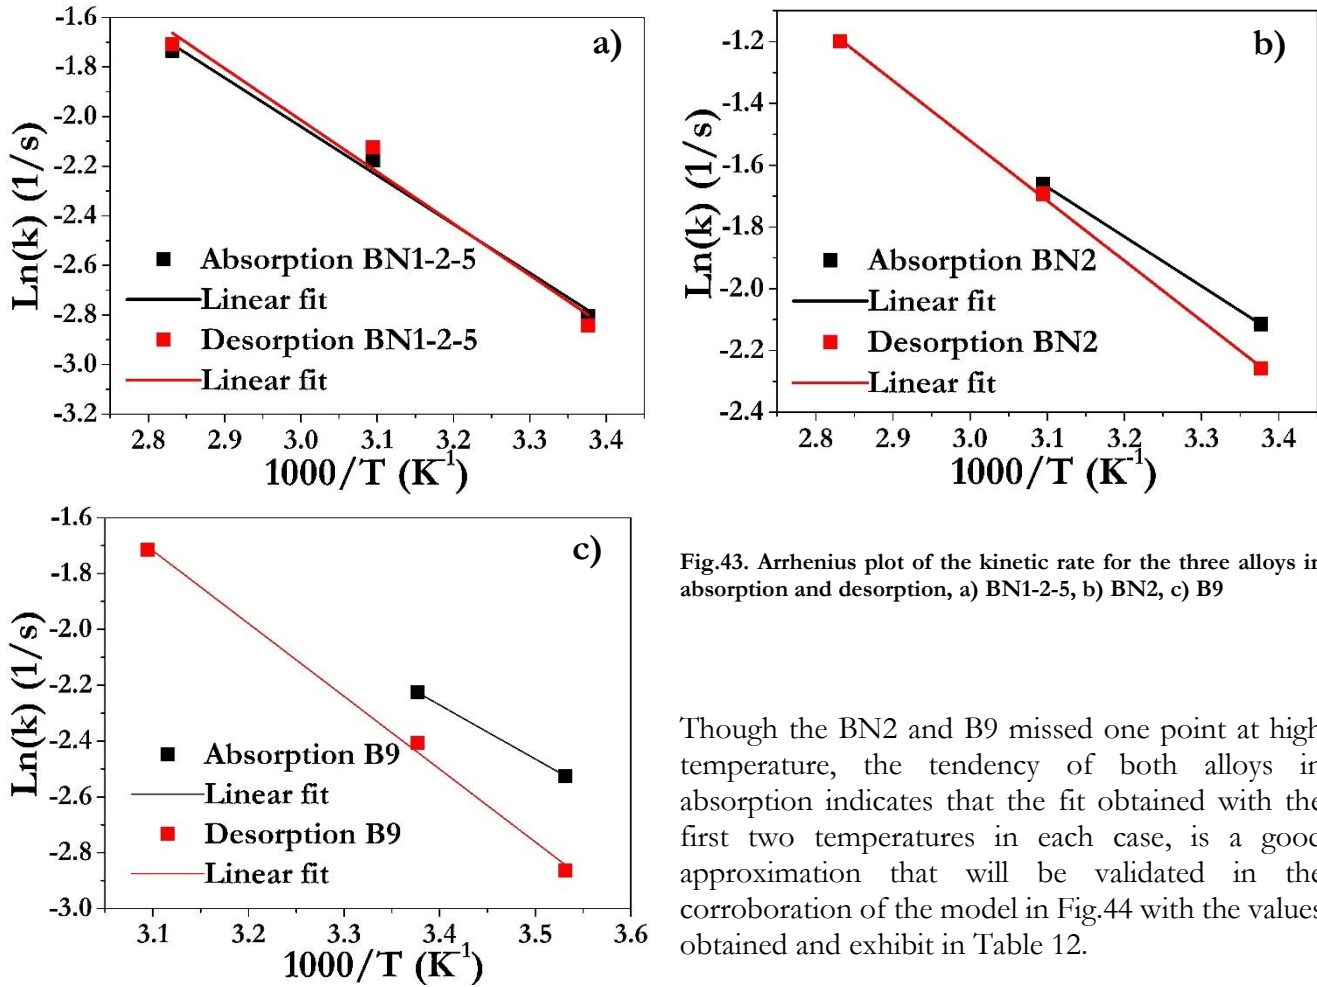 a)
-1.6
-1.8
-2.0
-2.2
-2.4
-2.6
-2.8
-3.0
-3.2
Ln(k) (1/s)
Absorption BN1-2-5
Linear fit
Desorption BN1-2-5
Linear fit
2.8 2.9 3.0 3.1 3.2 3.3 3.4
1000/T (K⁻¹)
b)
-1.2
-1.4
-1.6
-1.8
-2.0
-2.2
-2.4
Ln(k) (1/s)
Absorption BN2
Linear fit
Desorption BN2
Linear fit
2.8 2.9 3.0 3.1 3.2 3.3 3.4
1000/T (K⁻¹)
c)
-1.6
-1.8
-2.0
-2.2
-2.4
-2.6
-2.8
-3.0
Ln(k) (1/s)
Absorption B9
Linear fit
Desorption B9
Linear fit
3.1 3.2 3.3 3.4 3.5 3.6
1000/T (K⁻¹)
Fig.43. Arrhenius plot of the kinetic rate for the three alloys in
absorption and desorption, a) BN1-2-5, b) BN2, c) B9
Though the BN2 and B9 missed one point at high
temperature, the tendency of both alloys in
absorption indicates that the fit obtained with the
first two temperatures in each case, is a good
approximation that will be validated in the
corroboration of the model in Fig.44 with the values
obtained and exhibit in Table 12.